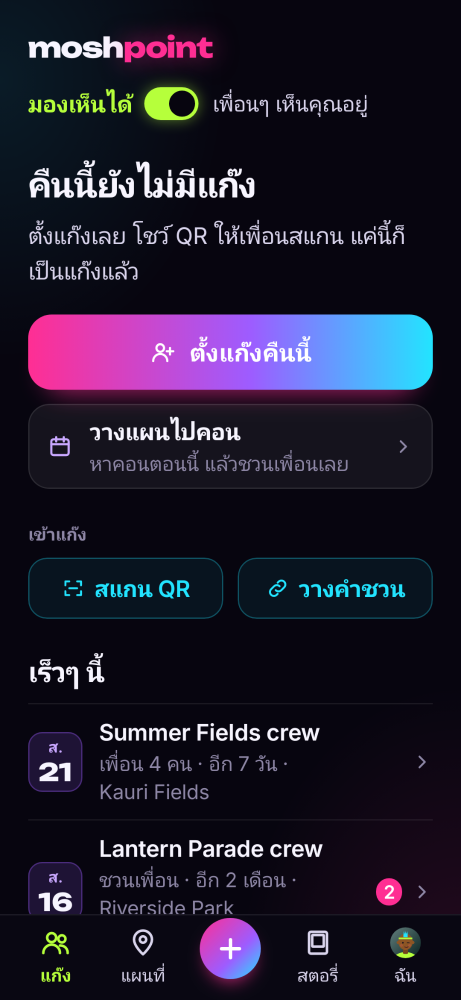 moshpoint
มองเห็นได้ เพื่อนๆ เห็นคุณอยู่
คืนนี้ยังไม่มีแก๊ง
ตั้งแก๊งเลย โชว์ QR ให้เพื่อนสแกน แค่นี้ก็
เป็นแก๊งแล้ว
ตั้งแก๊งคืนนี้
วางแผนไปคอน
หาคอนตอนนี้ แล้วชวนเพื่อนเลย
เข้าแก๊ง
สแกน QR
วางคำชวน
เร็วๆ นี้
ส.
21
Summer Fields crew
เพื่อน 4 คน · อีก 7 วัน ·
Kauri Fields
ส.
16
Lantern Parade crew
ชวนเพื่อน · อีก 2 เดือน ·
Riverside Park
2
แก๊ง
แผนที่
สตอรี่
ฉัน